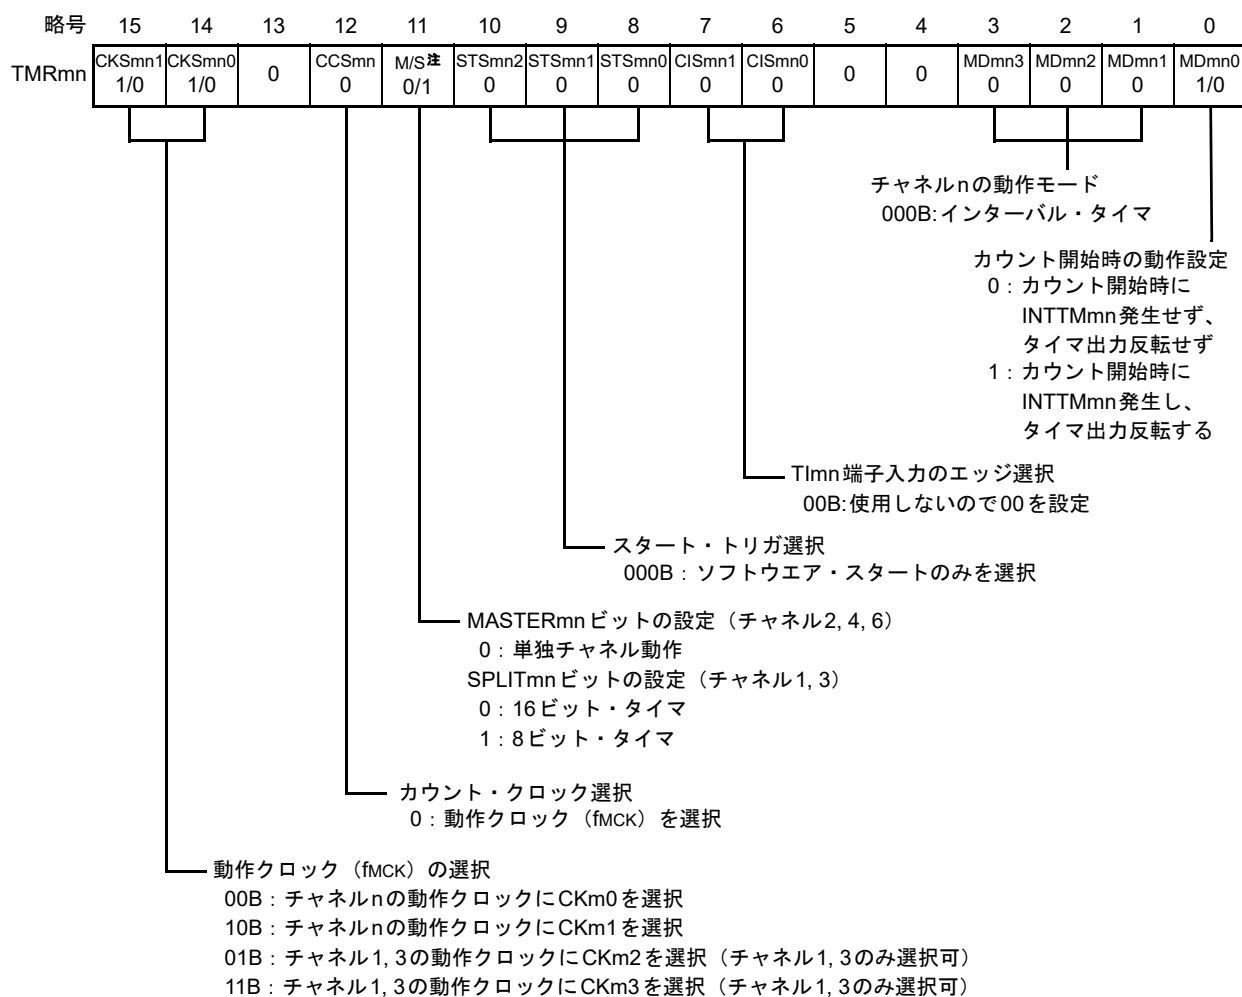 略号 15 14 13 12 11 10 9 8 7 6 5 4 3 2 1 0
TMRmn CKSmn1 CKSmn0 0 CCSmn M/S注 STSmn2 STSmn1 STSmn0 CISmn1 CISmn0 0 0 MDmn3 MDmn2 MDmn1 MDmn0
1/0 1/0 0 0/1 0 0 0 0 0 0 0 0 1/0
チャネルnの動作モード
000B:インターバル・タイマ
カウント開始時の動作設定
0：カウント開始時に
INTTMmn発生せず、
タイマ出力反転せず
1：カウント開始時に
INTTMmn発生し、
タイマ出力反転する
TImn端子入力のエッジ選択
00B:使用しないので00を設定
スタート・トリガ選択
000B：ソフトウエア・スタートのみを選択
MASTERmnビットの設定（チャネル2, 4, 6）
0：単独チャネル動作
SPLITmnビットの設定（チャネル1, 3）
0：16ビット・タイマ
1：8ビット・タイマ
カウント・クロック選択
0：動作クロック（fMCK）を選択
動作クロック（fMCK）の選択
00B：チャネルnの動作クロックにCKm0を選択
10B：チャネルnの動作クロックにCKm1を選択
01B：チャネル1, 3の動作クロックにCKm2を選択（チャネル1, 3のみ選択可）
11B：チャネル1, 3の動作クロックにCKm3を選択（チャネル1, 3のみ選択可）